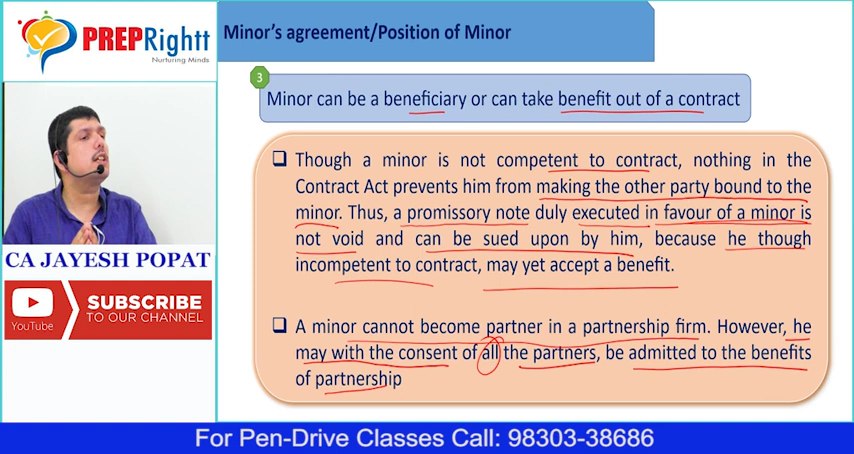 PREPRightt
Nurturing Minds
Minor's agreement/Position of Minor
3
Minor can be a beneficiary or can take benefit out of a contract
❑ Though a minor is not competent to contract, nothing in the
Contract Act prevents him from making the other party bound to the
minor. Thus, a promissory note duly executed in favour of a minor is
not void and can be sued upon by him, because he though
incompetent to contract, may yet accept a benefit.
❑ A minor cannot become partner in a partnership firm. However, he
may with the consent of all the partners, be admitted to the benefits
of partnership
CA JAYESH POPAT
YouTube
SUBSCRIBE
TO OUR CHANNEL
For Pen-Drive Classes Call: 98303-38686